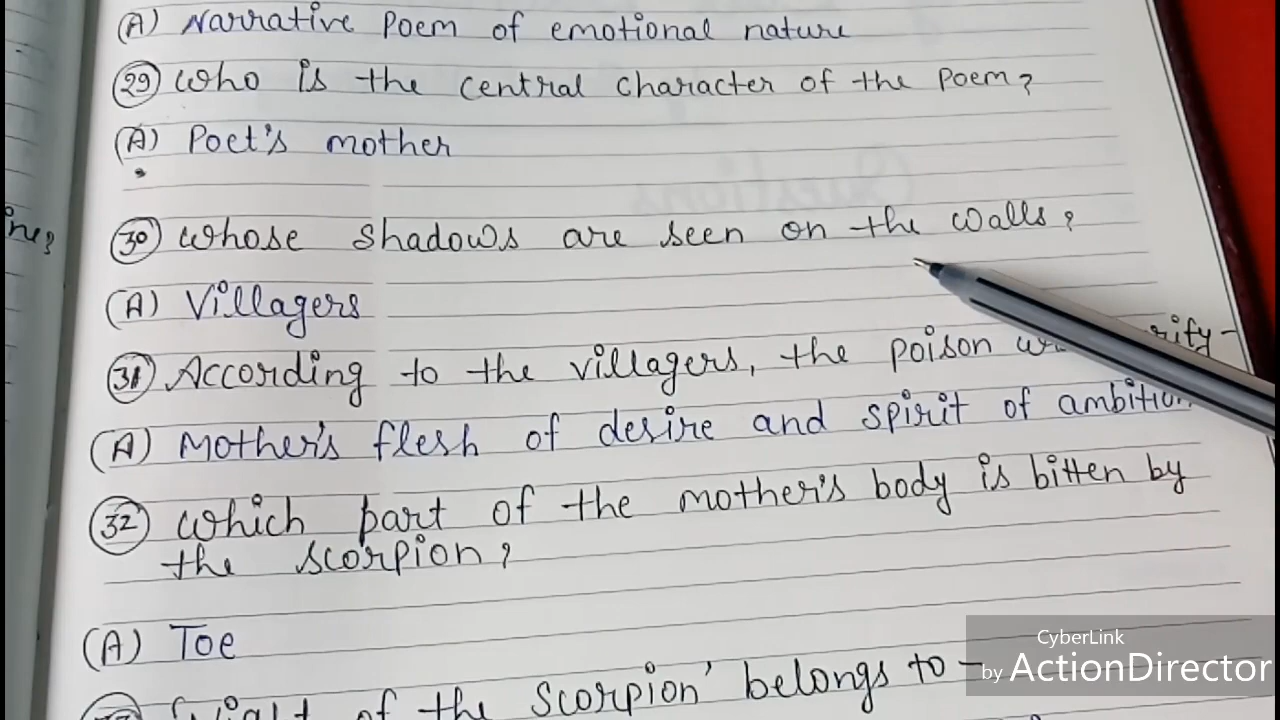 (A) Narrative Poem of emotional nature
29 Who is the central character of the Poem?
(A) Poet's mother
30 Whose shadows are seen on the walls?
(A) Villagers
31 According to the villagers, the poison
(A) Mother's flesh of desire and spirit of ambition
32 Which part of the mother's body is bitten by
the scorpion?
(A) Toe
of the Scorpion' belongs to -
CyberLink
by ActionDirector